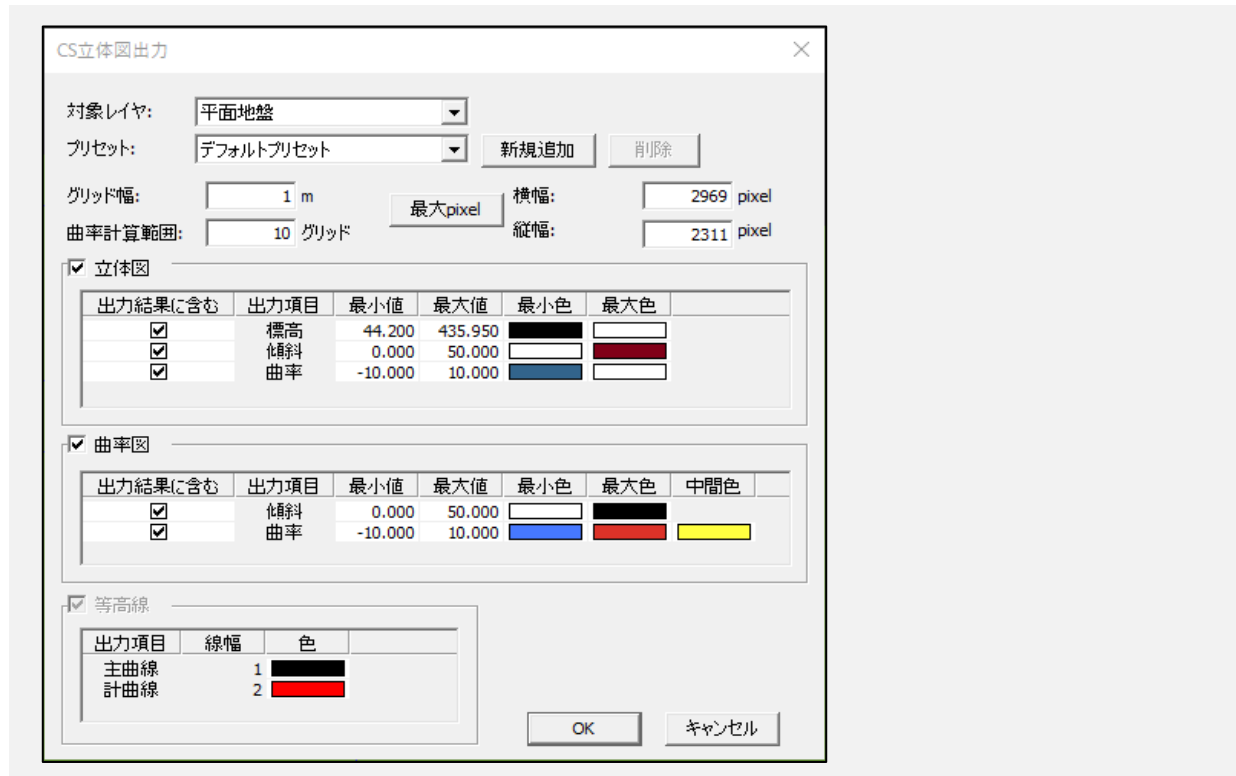 CS立体図出力
対象レイヤ: 平面地盤
プリセット: デフォルトプリセット 新規追加 削除
グリッド幅: 1 m 最大pixel 横幅: 2969 pixel
曲率計算範囲: 10 グリッド 縦幅: 2311 pixel
立体図
出力結果に含む 出力項目 最小値 最大値 最小色 最大色
標高 44.200 435.950
傾斜 0.000 50.000
曲率 -10.000 10.000
曲率図
出力結果に含む 出力項目 最小値 最大値 最小色 最大色 中間色
傾斜 0.000 50.000
曲率 -10.000 10.000
等高線
出力項目 線幅 色
主曲線 1
計曲線 2
OK キャンセル